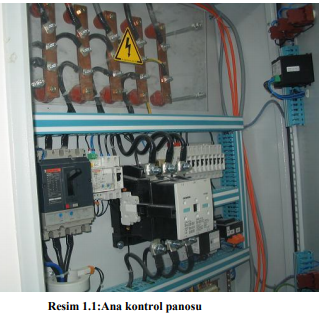 Resim 1.1:Ana kontrol panosu